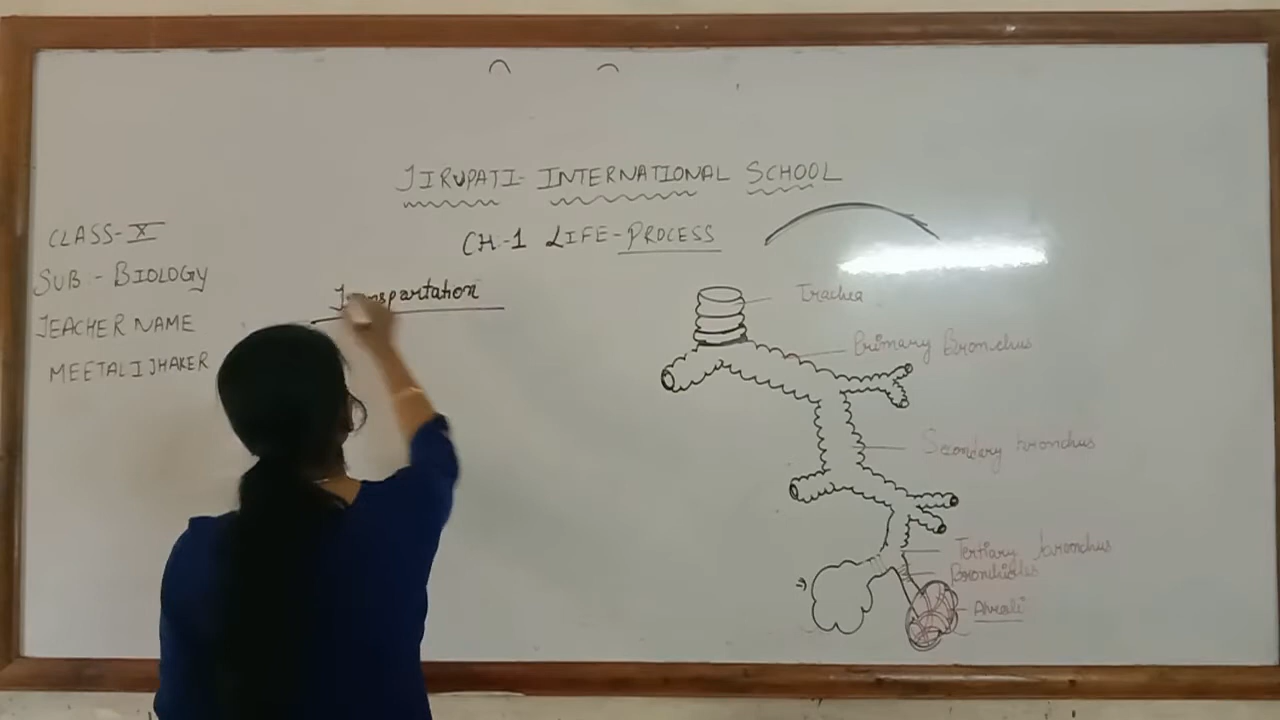 TIRUPATI- INTERNATIONAL SCHOOL
CH.-1 LIFE-PROCESS
CLASS-X
SUB:- BIOLOGY
TEACHER NAME
MEETALI JHAKER
Transpartation
Trachea
Primary Bronchus
Secondary bronchus
Tertiary bronchus
Bronchioles
Alveoli